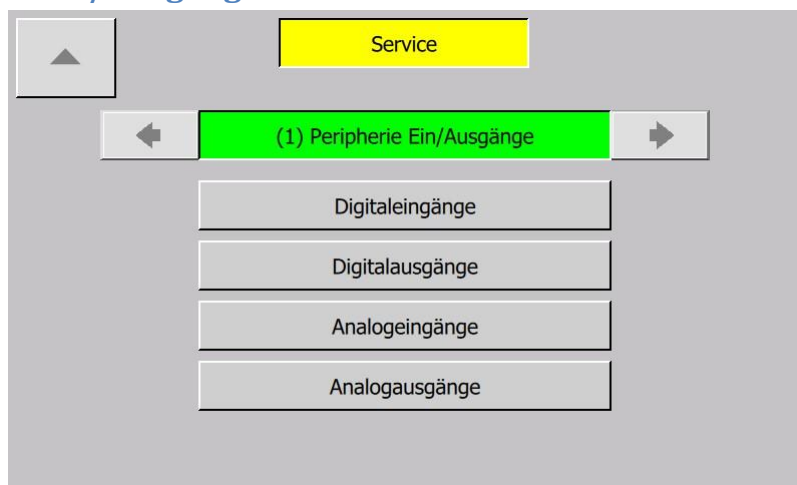 Service
(1) Peripherie Ein/Ausgänge
Digitaleingänge
Digitalausgänge
Analogeingänge
Analogausgänge